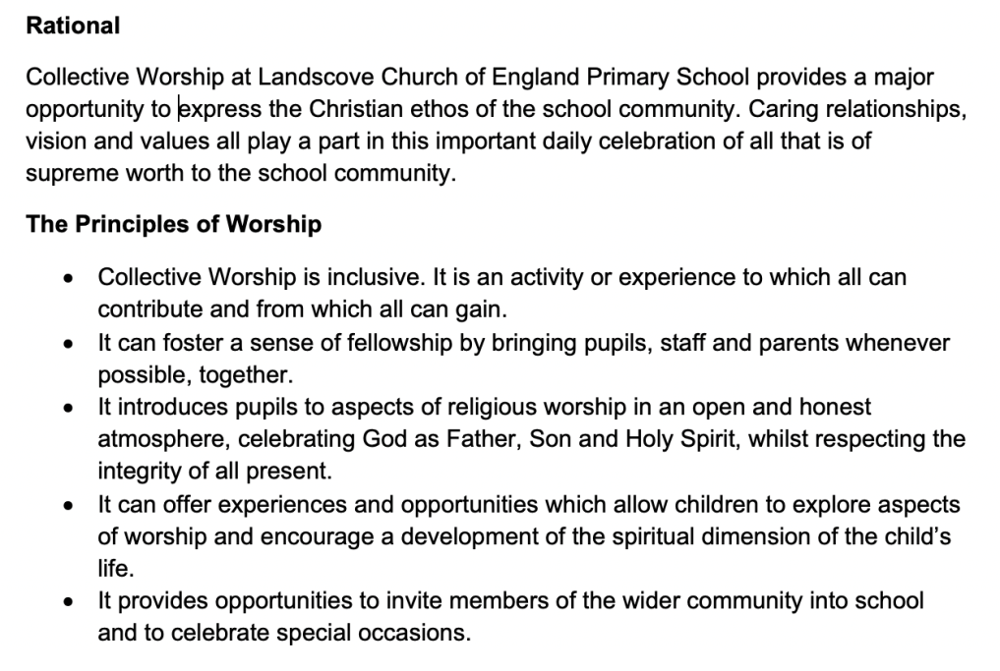 Rational
Collective Worship at Landscove Church of England Primary School provides a major
opportunity to express the Christian ethos of the school community. Caring relationships,
vision and values all play a part in this important daily celebration of all that is of
supreme worth to the school community.
The Principles of Worship
• Collective Worship is inclusive. It is an activity or experience to which all can
contribute and from which all can gain.
• It can foster a sense of fellowship by bringing pupils, staff and parents whenever
possible, together.
• It introduces pupils to aspects of religious worship in an open and honest
atmosphere, celebrating God as Father, Son and Holy Spirit, whilst respecting the
integrity of all present.
• It can offer experiences and opportunities which allow children to explore aspects
of worship and encourage a development of the spiritual dimension of the child’s
life.
• It provides opportunities to invite members of the wider community into school
and to celebrate special occasions.